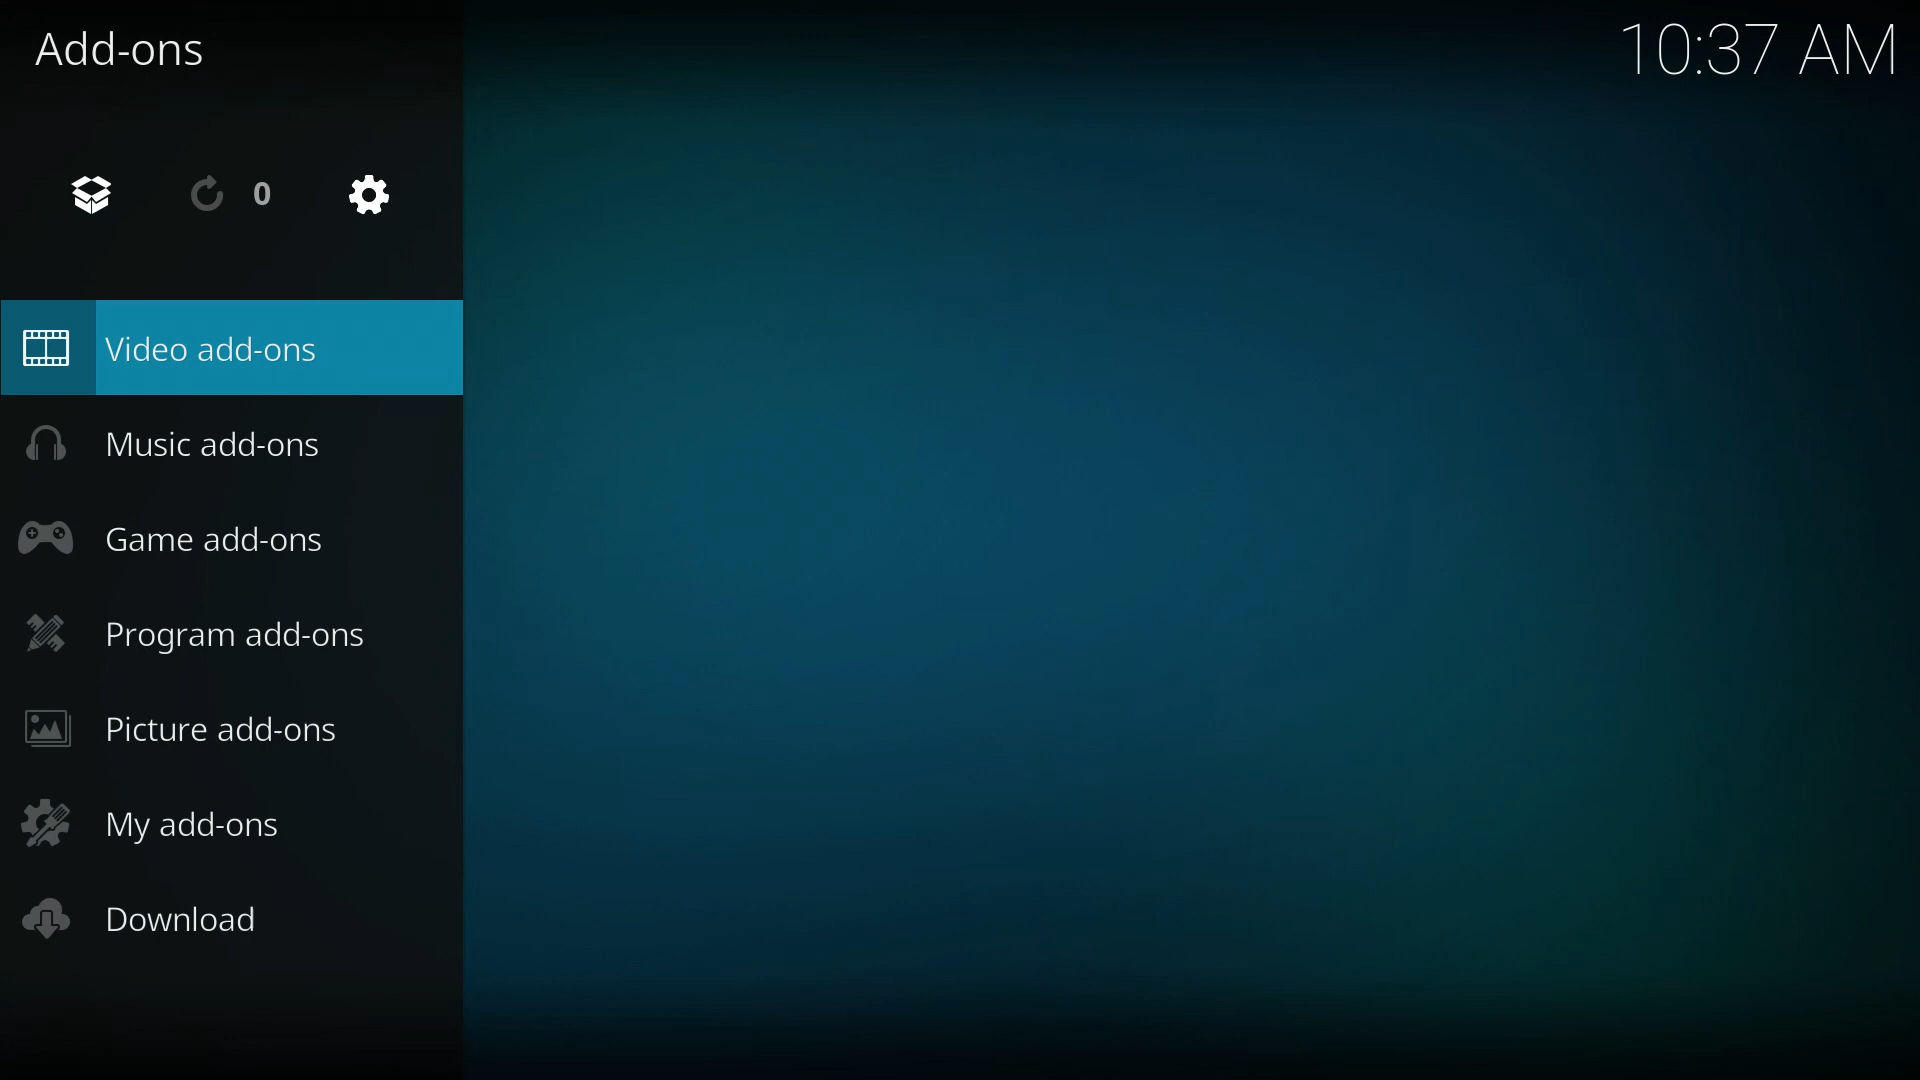 Add-ons
10:37 AM
0
Video add-ons
Music add-ons
Game add-ons
Program add-ons
Picture add-ons
My add-ons
Download